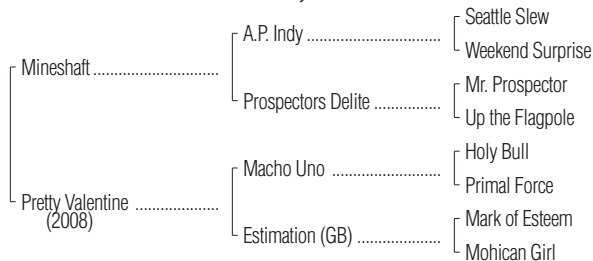 Seattle Slew
A.P. Indy ........................
Weekend Surprise
Mineshaft ......................
Mr. Prospector
Prospectors Delite ............
Up the Flagpole
Holy Bull
Macho Uno ...................
Primal Force
Pretty Valentine ...............
(2008)
Mark of Esteem
Estimation (GB) ...............
Mohican Girl